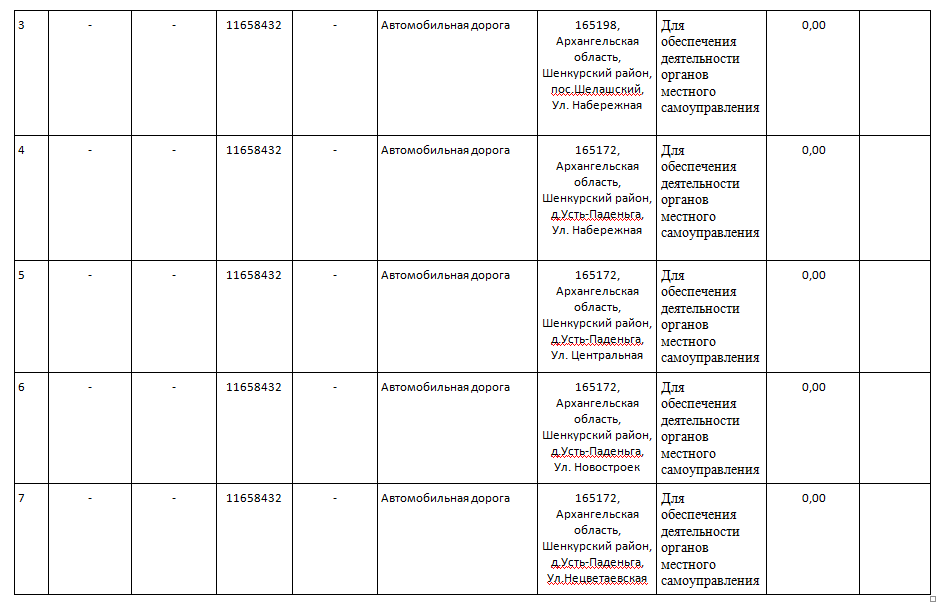 3 - - 11658432 - Автомобильная дорога 165198, Для 0,00
Архангельская обеспечения
область, деятельности
Шенкурский район, органов
пос.Шелашский, местного
Ул. Набережная самоуправления
4 - - 11658432 - Автомобильная дорога 165172, Для 0,00
Архангельская обеспечения
область, деятельности
Шенкурский район, органов
д.Усть-Паденьга, местного
Ул. Набережная самоуправления
5 - - 11658432 - Автомобильная дорога 165172, Для 0,00
Архангельская обеспечения
область, деятельности
Шенкурский район, органов
д.Усть-Паденьга, местного
Ул. Центральная самоуправления
6 - - 11658432 - Автомобильная дорога 165172, Для 0,00
Архангельская обеспечения
область, деятельности
Шенкурский район, органов
д.Усть-Паденьга, местного
Ул. Новостроек самоуправления
7 - - 11658432 - Автомобильная дорога 165172, Для 0,00
Архангельская обеспечения
область, деятельности
Шенкурский район, органов
д.Усть-Паденьга, местного
Ул.Нецветаевская самоуправления